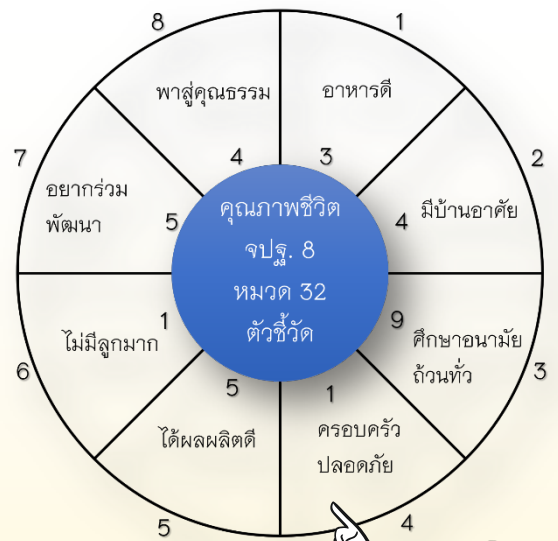 8
1
พาสู่คุณธรรม
อาหารดี
4
3
7
2
อยากร่วม
พัฒนา
5
คุณภาพชีวิต
จปฐ. 8
หมวด 32
ตัวชี้วัด
4
มีบ้านอาศัย
1
ไม่มีลูกมาก
9
ศึกษาอนามัย
ถ้วนทั่ว
6
3
5
1
ได้ผลผลิตดี
ครอบครัว
ปลอดภัย
5
4